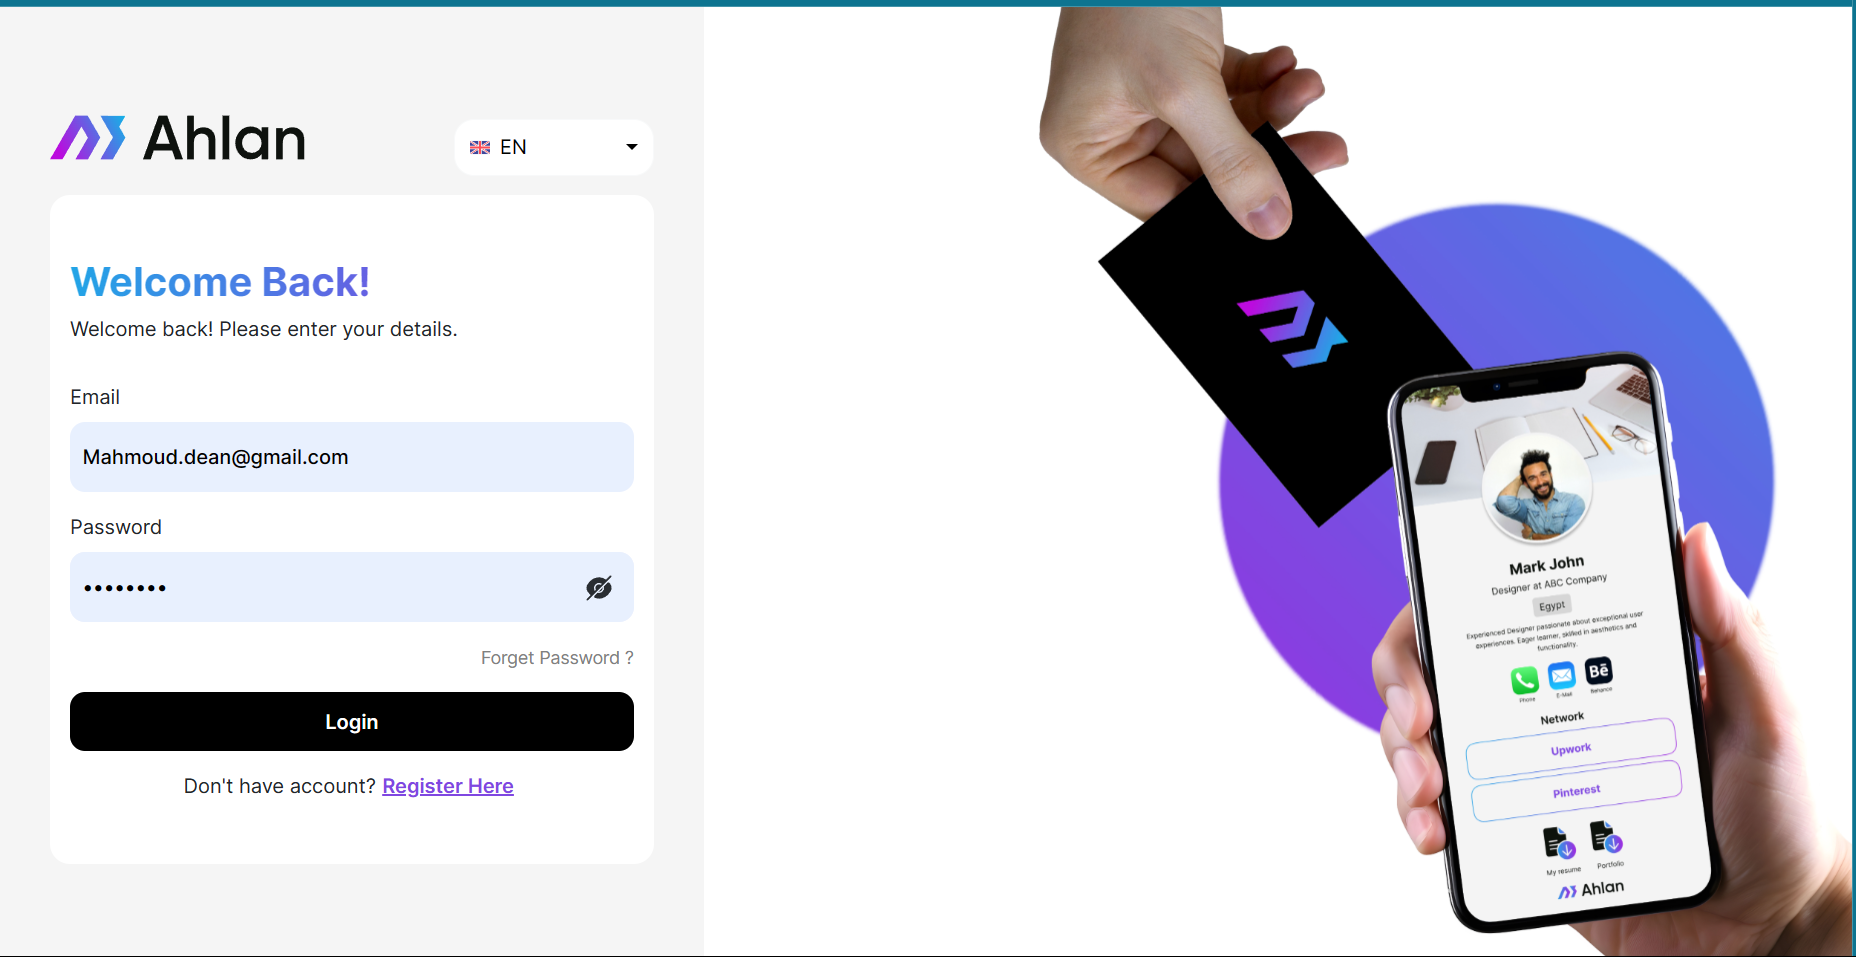 Ahlan
EN
Welcome Back!
Welcome back! Please enter your details.
Email
Mahmoud.dean@gmail.com
Password
••••••••
Forget Password ?
Login
Don't have account? Register Here
Mark John
Designer at ABC Company
Egypt
Experienced Designer passionate about exceptional user
experiences. Eager learner, skilled in aesthetics and
functionality.
Bē
Phone
E-Mail
Behance
Network
Upwork
Pinterest
My resume
Portfolio
Ahlan